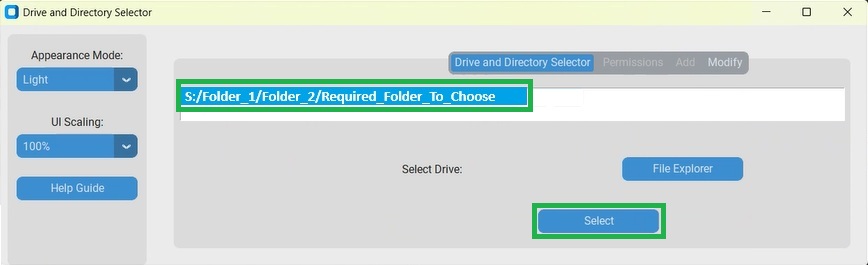 Drive and Directory Selector
Appearance Mode:
Light
UI Scaling:
100%
Help Guide
Drive and Directory Selector Permissions Add Modify
S:/Folder_1/Folder_2/Required_Folder_To_Choose
Select Drive: File Explorer
Select